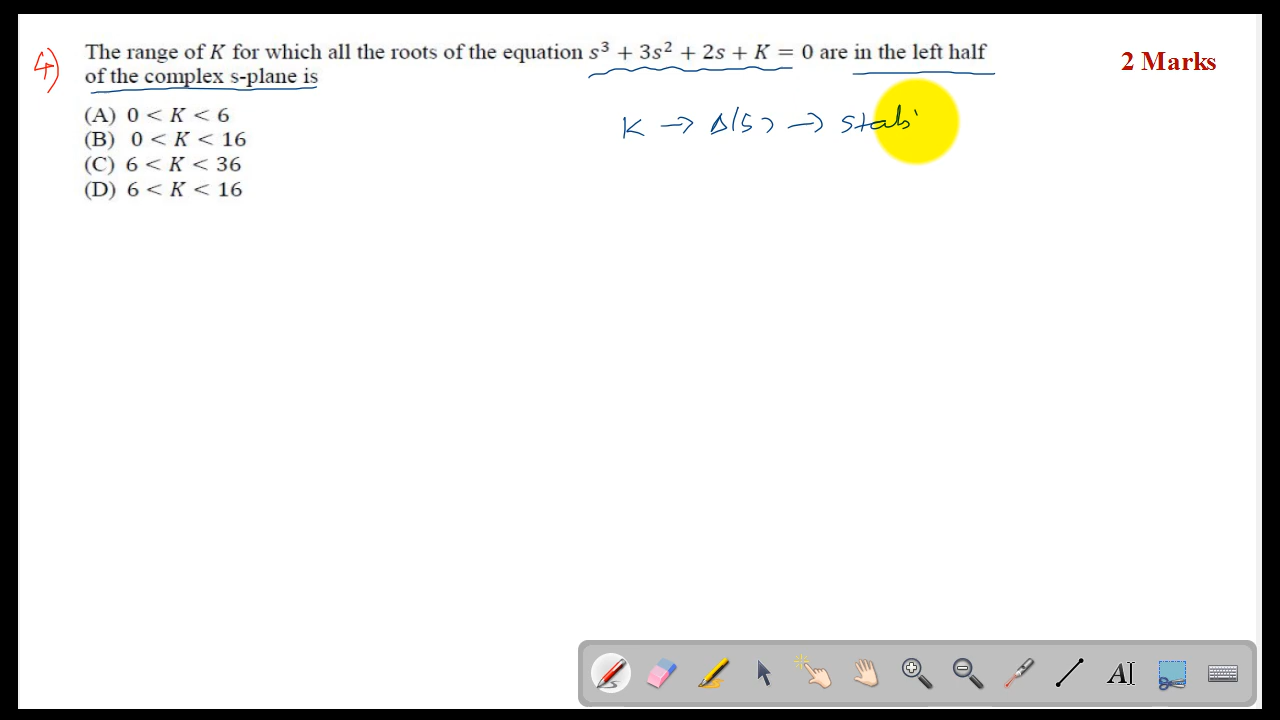 4)
The range of K for which all the roots of the equation s³ + 3s² + 2s + K = 0 are in the left half
of the complex s-plane is
2 Marks
(A) 0 < K < 6
(B) 0 < K < 16
(C) 6 < K < 36
(D) 6 < K < 16
K → Δ(s) → stabi
A